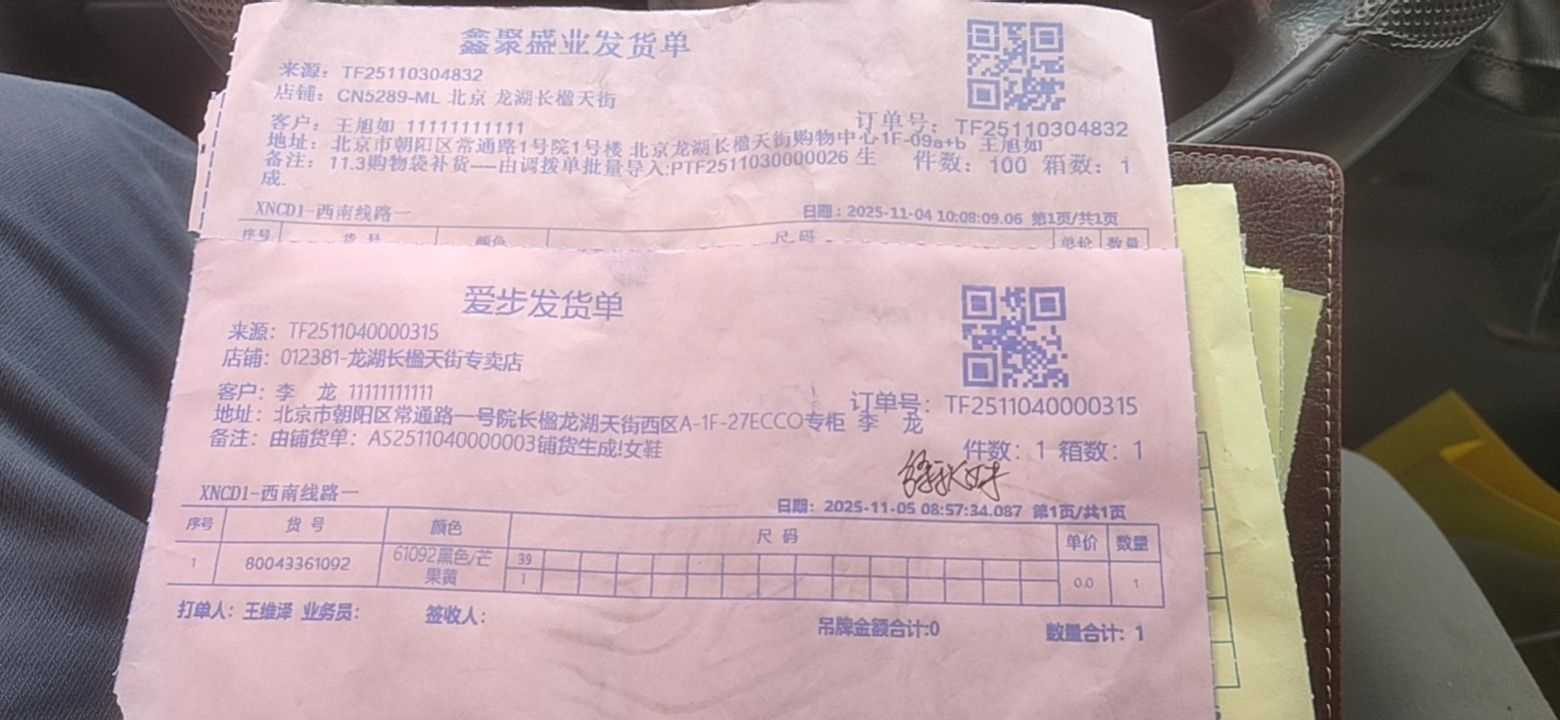 鑫聚盛业发货单
来源：TF25110304832
店铺：CN5289-ML 北京 龙湖长楹天街
订单号：TF25110304832
客户：王旭如 11111111111
地址：北京市朝阳区常通路1号院1号楼 北京龙湖长楹天街购物中心1F-09a+b 王旭如
件数：100 箱数：1
备注：11.3购物袋补货——由调拨单批量导入:PTF2511030000026 生
成.
XNCD1-西南线路一
日期：2025-11-04 10:08:09.06 第1页/共1页
序号 货号 颜色 尺码 单价 数量
爱步发货单
来源：TF2511040000315
店铺：012381-龙湖长楹天街专卖店
客户：李 龙 11111111111
订单号：TF2511040000315
地址：北京市朝阳区常通路一号院长楹龙湖天街西区A-1F-27ECCO专柜 李 龙
备注：由铺货单：AS2511040000003铺货生成!女鞋
件数：1 箱数：1
XNCD1-西南线路一
日期：2025-11-05 08:57:34.087 第1页/共1页
序号 货号 颜色 尺码 单价 数量
1 80043361092 61092黑色/芒 39 0.0 1
果黄 1
打单人：王维泽 业务员： 签收人： 吊牌金额合计:0 数量合计：1